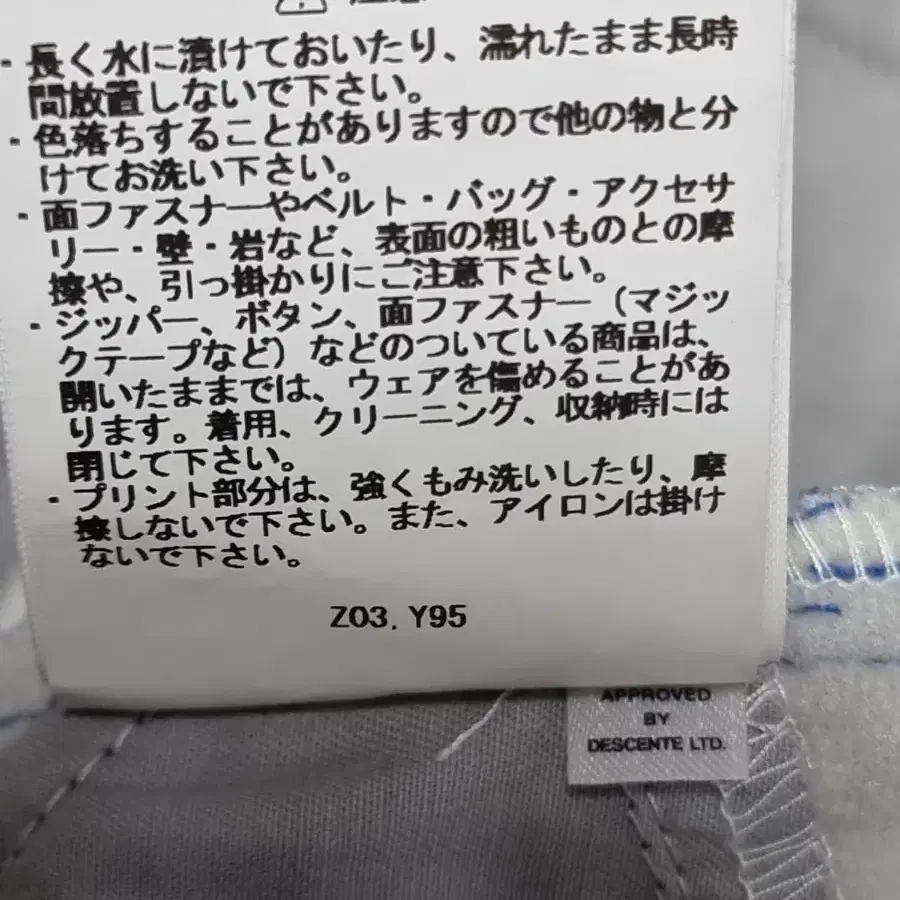 ・長く水に漬けておいたり、濡れたまま長時
間放置しないで下さい。
・色落ちすることがありますので他の物と分
けてお洗い下さい。
・面ファスナーやベルト・バッグ・アクセサ
リー・壁・岩など、表面の粗いものとの摩
擦や、引っ掛かりにご注意下さい。
・ジッパー、ボタン、面ファスナー（マジッ
クテープなど）などのついている商品は、
開いたままでは、ウェアを傷めることがあ
ります。着用、クリーニング、収納時には
閉じて下さい。
・プリント部分は、強くもみ洗いしたり、摩
擦しないで下さい。また、アイロンは掛け
ないで下さい。
Z03. Y95
APPROVED
BY
DESCENTE LTD.